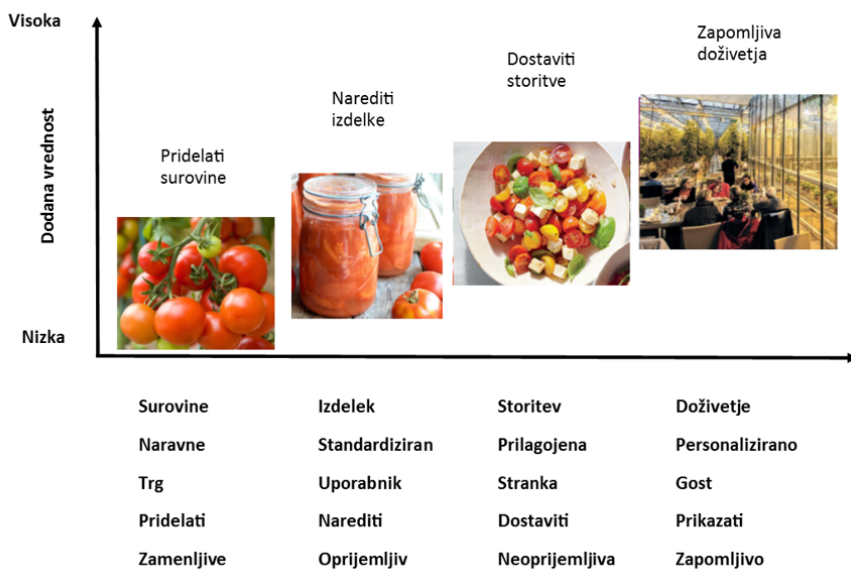 Visoka
Zapomljiva
doživetja
Dostaviti
storitve
Narediti
izdelke
Pridelati
surovine
Dodana vrednost
Nizka
Surovine Izdelek Storitev Doživetje
Naravne Standardiziran Prilagojena Personalizirano
Trg Uporabnik Stranka Gost
Pridelati Narediti Dostaviti Prikazati
Zamenljive Oprijemljiv Neoprijemljiva Zapomljivo